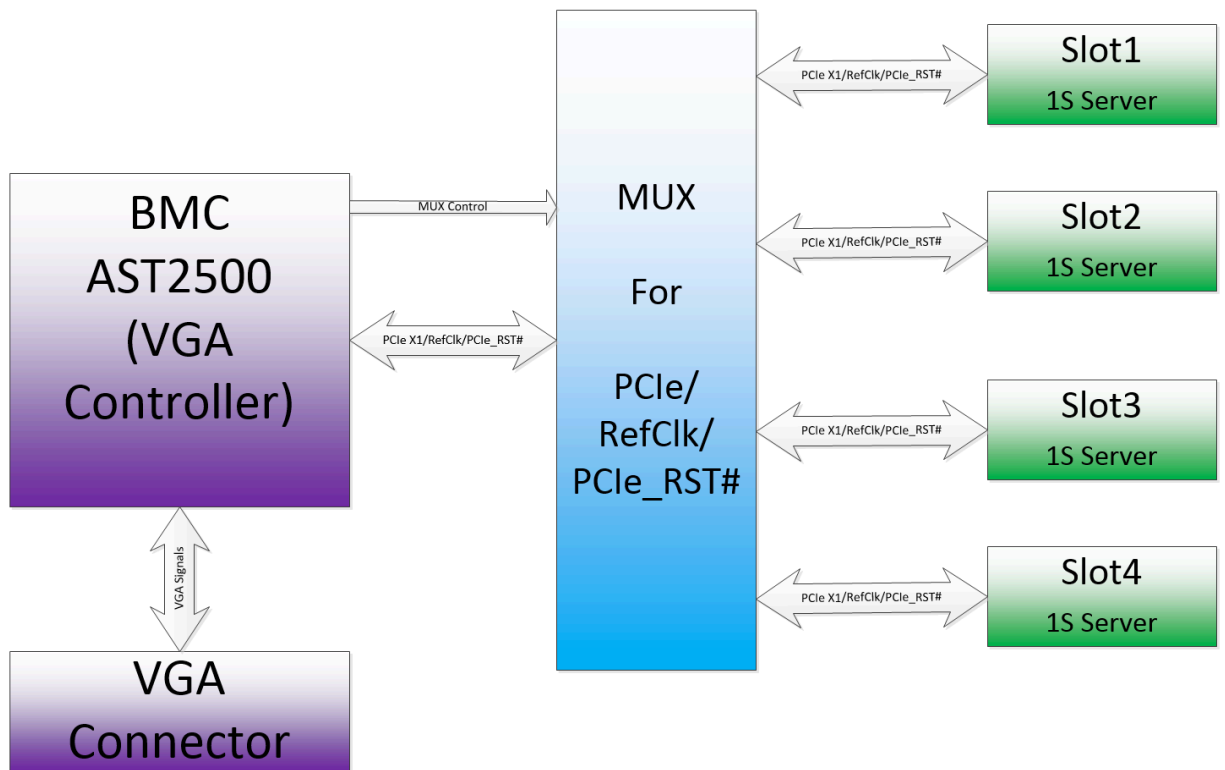 BMC
AST2500
(VGA
Controller)
MUX Control
PCIe X1/RefClk/PCIe_RST#
VGA Signals
VGA
Connector
MUX
For
PCIe/
RefClk/
PCIe_RST#
PCIe X1/RefClk/PCIe_RST#
Slot1
1S Server
PCIe X1/RefClk/PCIe_RST#
Slot2
1S Server
PCIe X1/RefClk/PCIe_RST#
Slot3
1S Server
PCIe X1/RefClk/PCIe_RST#
Slot4
1S Server